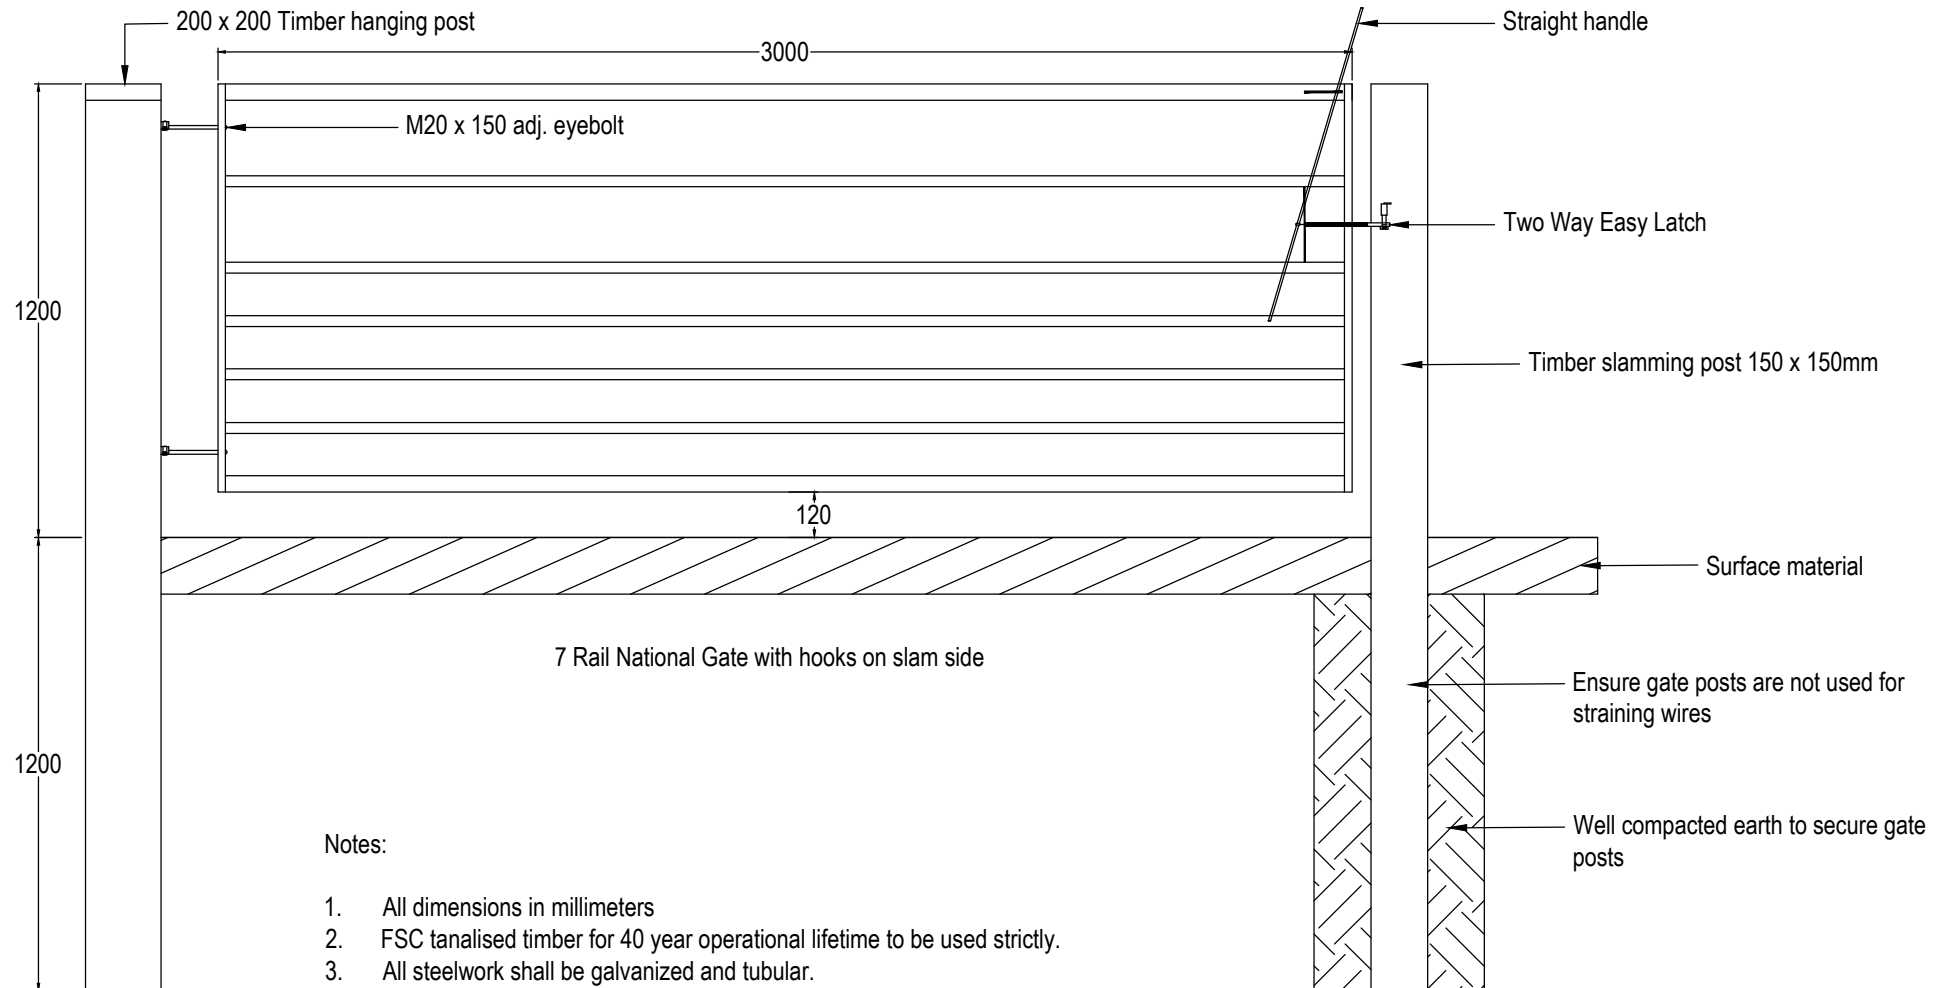 200 x 200 Timber hanging post
Straight handle
3000
M20 x 150 adj. eyebolt
Two Way Easy Latch
1200
Timber slamming post 150 x 150mm
120
Surface material
7 Rail National Gate with hooks on slam side
Ensure gate posts are not used for
straining wires
1200
Well compacted earth to secure gate
posts
Notes:
1. All dimensions in millimeters
2. FSC tanalised timber for 40 year operational lifetime to be used strictly.
3. All steelwork shall be galvanized and tubular.